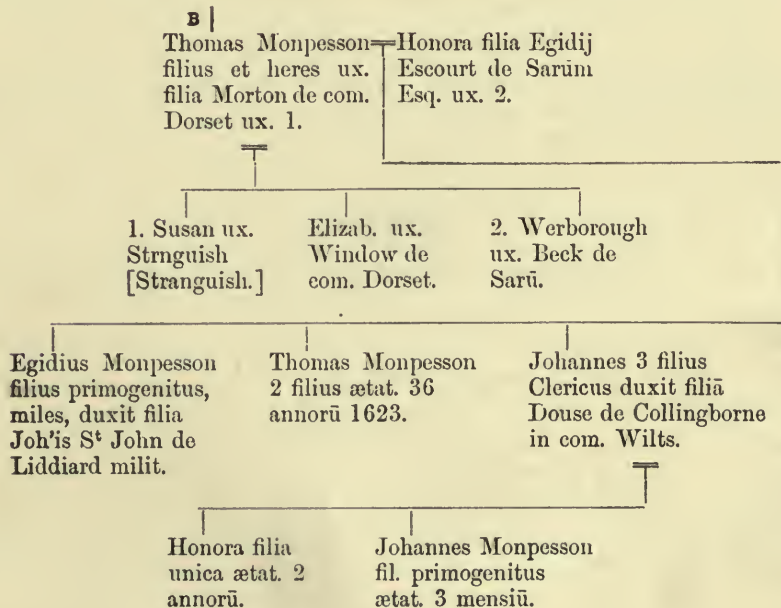 B
Thomas Monpesson
filius et heres ux.
filia Morton de com.
Dorset ux. 1.
Honora filia Egidij
Escourt de Sarūm
Esq. ux. 2.
1. Susan ux.
Strnguish
[Stranguish.]
Elizab. ux.
Window de
com. Dorset.
2. Werborough
ux. Beck de
Sarū.
Egidius Monpesson
filius primogenitus,
miles, duxit filia
Joh'is Sᵗ John de
Liddiard milit.
Thomas Monpesson
2 filius ætat. 36
annorū 1623.
Johannes 3 filius
Clericus duxit filiā
Douse de Collingborne
in com. Wilts.
Honora filia
unica ætat. 2
annorū.
Johannes Monpesson
fil. primogenitus
ætat. 3 mensiū.